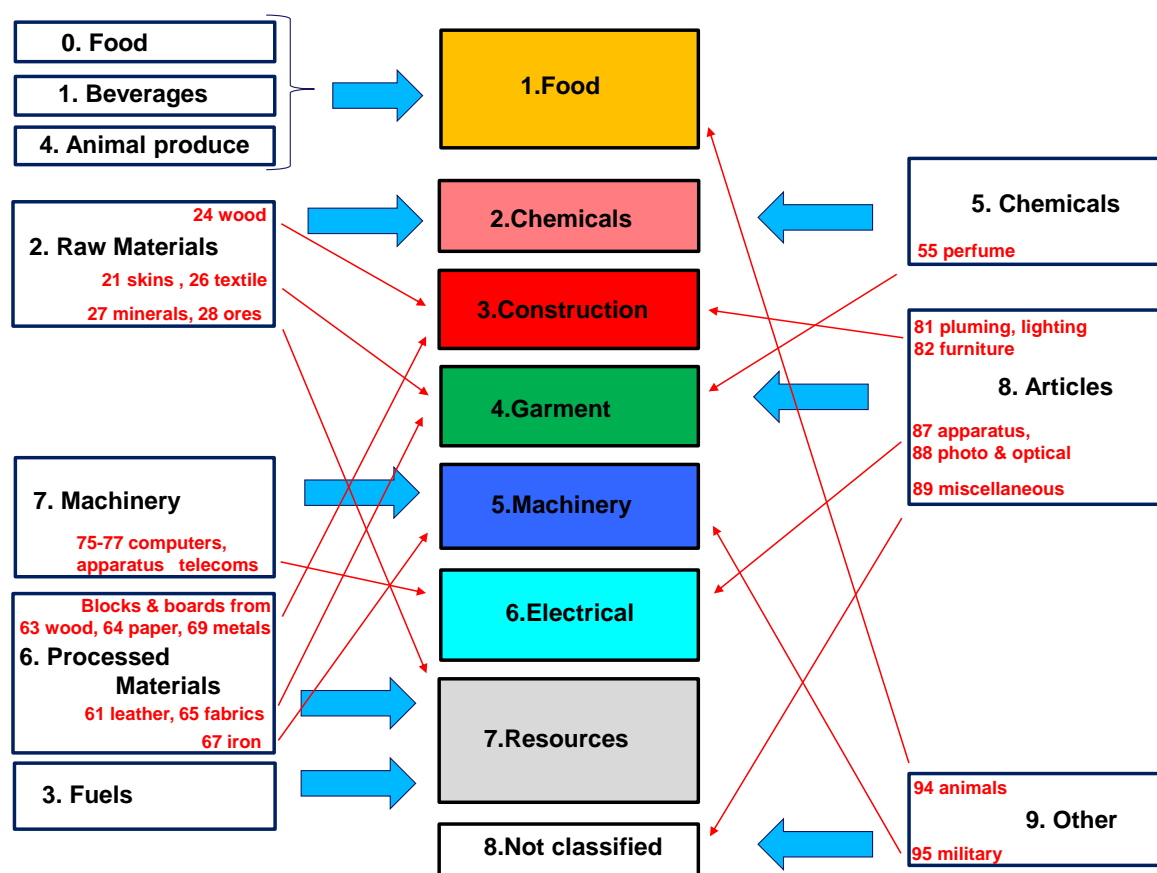 0. Food
1. Beverages
4. Animal produce
24 wood
2. Raw Materials
21 skins , 26 textile
27 minerals, 28 ores
7. Machinery
75-77 computers,
apparatus telecoms
Blocks & boards from
63 wood, 64 paper, 69 metals
6. Processed
Materials
61 leather, 65 fabrics
67 iron
3. Fuels
1.Food
2.Chemicals
3.Construction
4.Garment
5.Machinery
6.Electrical
7.Resources
8.Not classified
5. Chemicals
55 perfume
81 pluming, lighting
82 furniture
8. Articles
87 apparatus,
88 photo & optical
89 miscellaneous
94 animals
9. Other
95 military